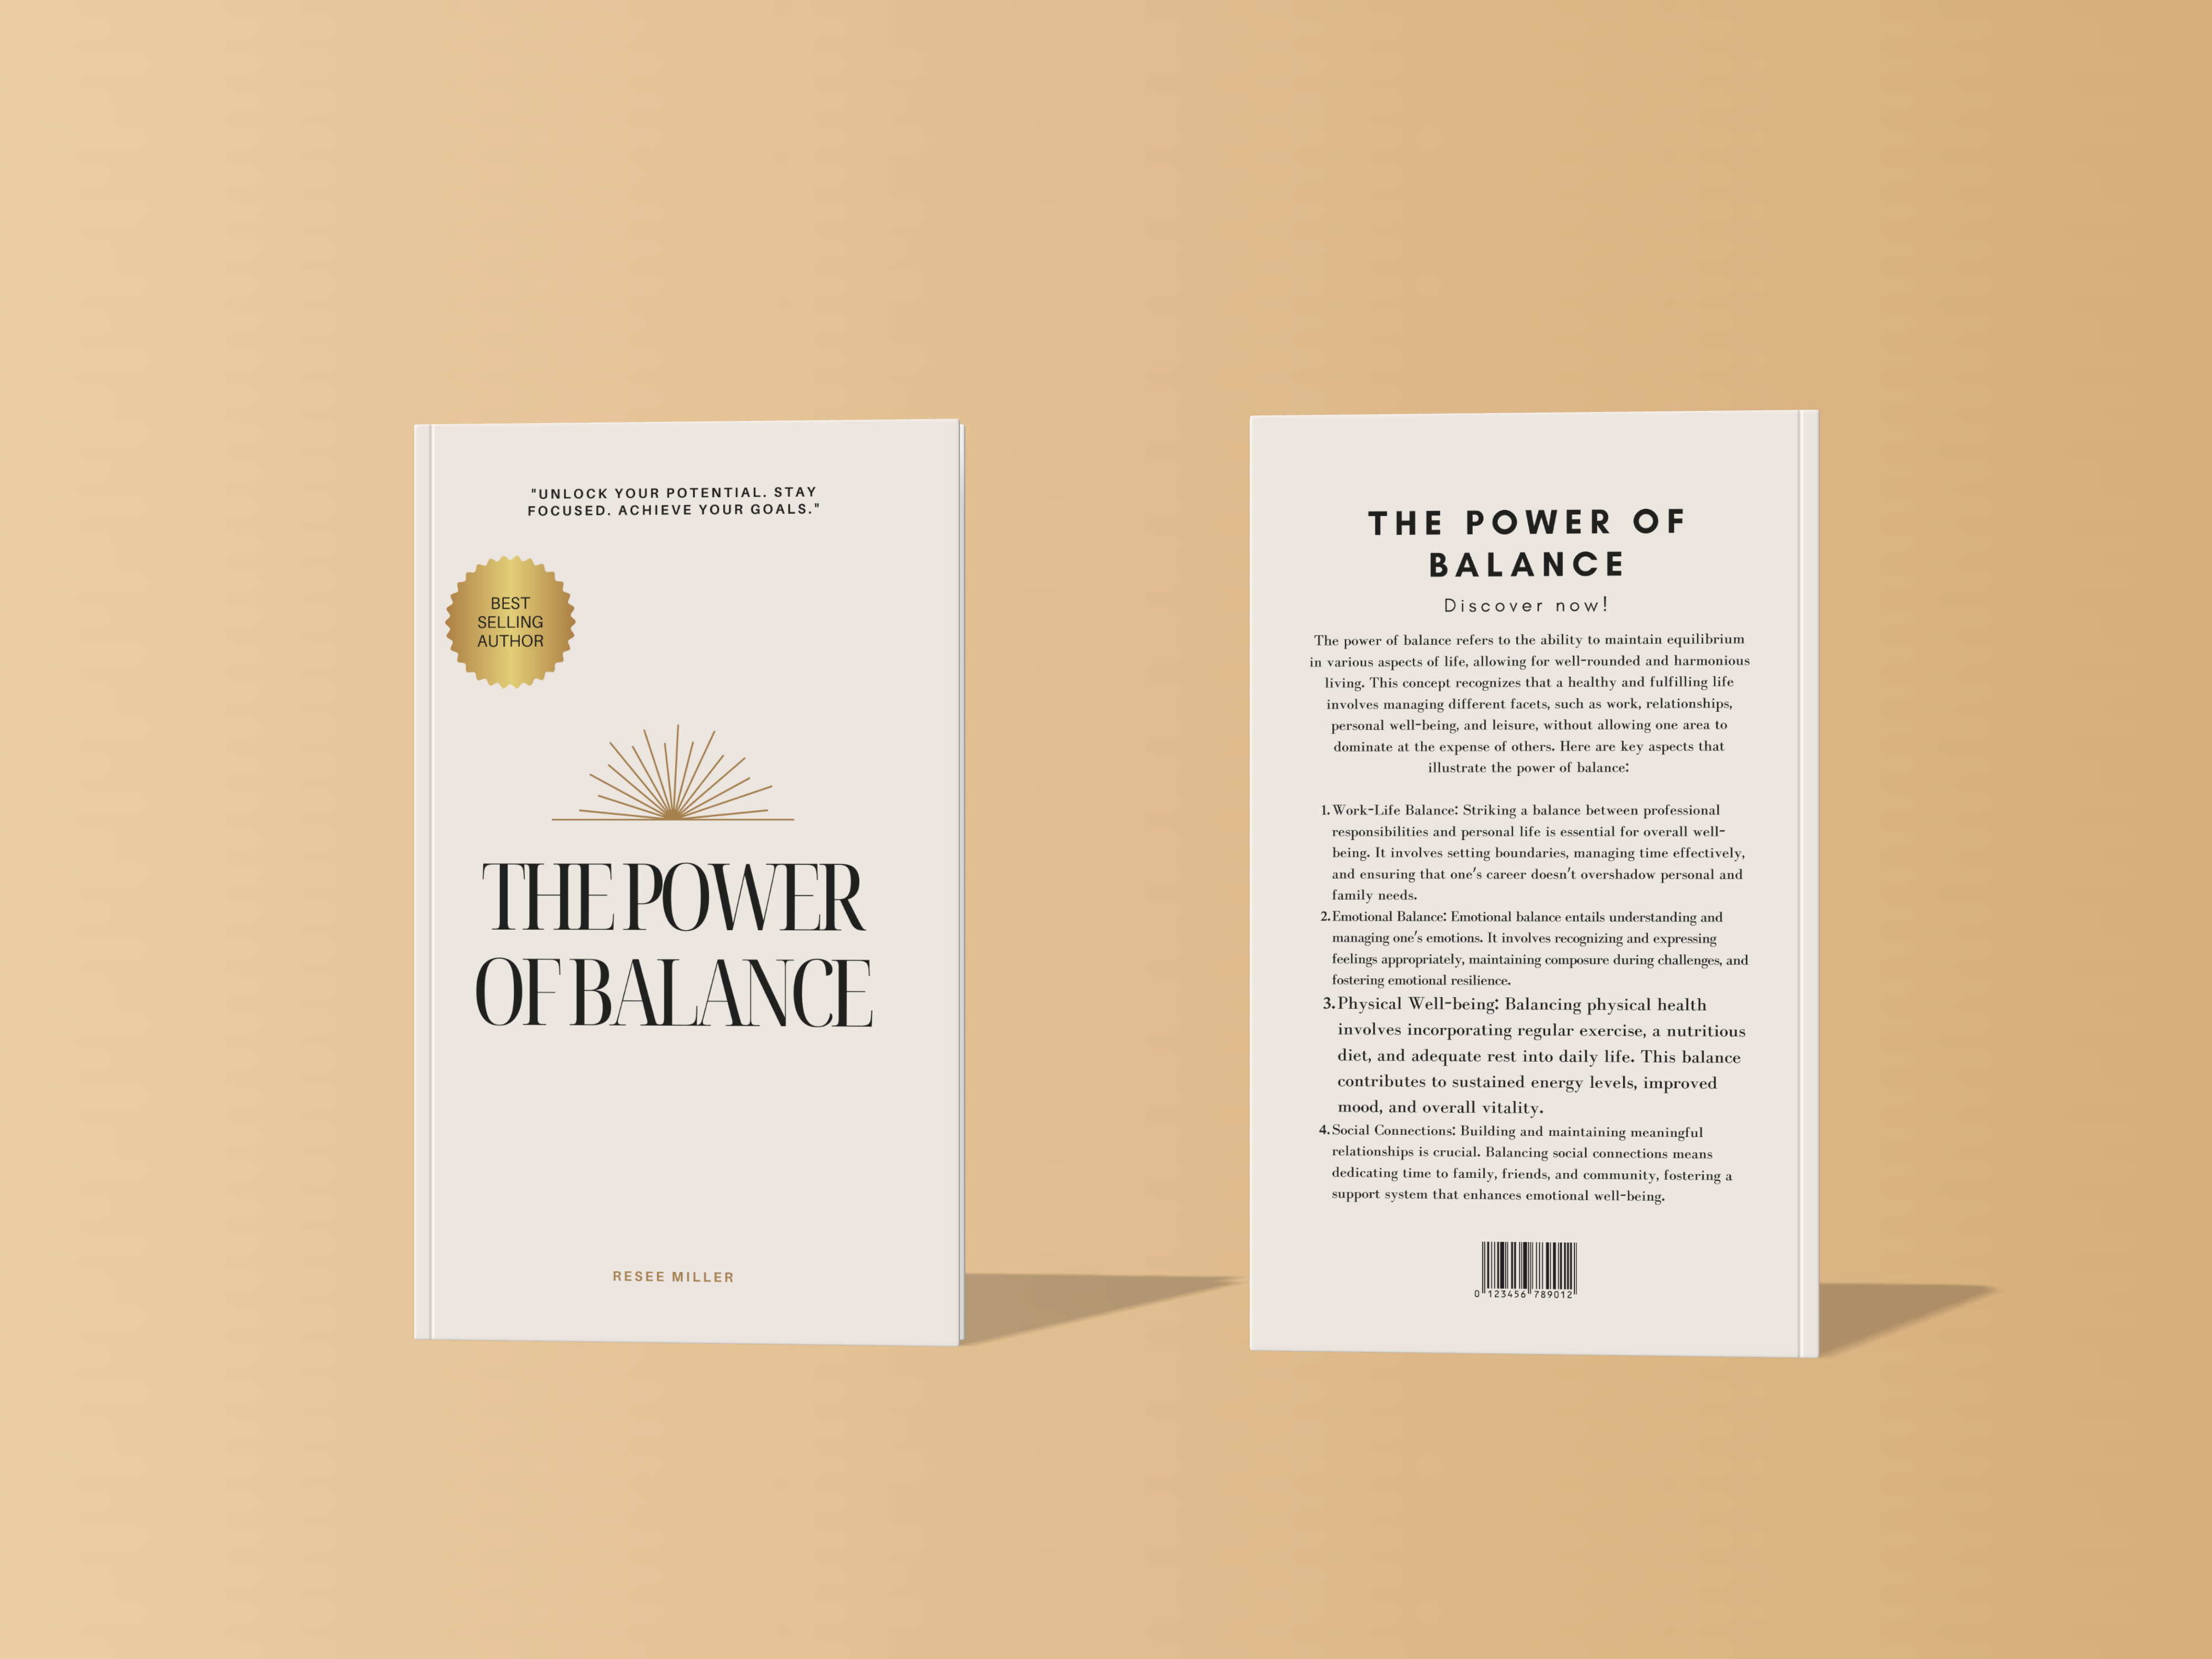 "UNLOCK YOUR POTENTIAL. STAY
FOCUSED. ACHIEVE YOUR GOALS."
BEST
SELLING
AUTHOR
THE POWER
OF BALANCE
RESEE MILLER
THE POWER OF
BALANCE
Discover now!
The power of balance refers to the ability to maintain equilibrium
in various aspects of life, allowing for well-rounded and harmonious
living. This concept recognizes that a healthy and fulfilling life
involves managing different facets, such as work, relationships,
personal well-being, and leisure, without allowing one area to
dominate at the expense of others. Here are key aspects that
illustrate the power of balance:
1. Work-Life Balance: Striking a balance between professional
responsibilities and personal life is essential for overall well-
being. It involves setting boundaries, managing time effectively,
and ensuring that one's career doesn't overshadow personal and
family needs.
2. Emotional Balance: Emotional balance entails understanding and
managing one's emotions. It involves recognizing and expressing
feelings appropriately, maintaining composure during challenges, and
fostering emotional resilience.
3. Physical Well-being: Balancing physical health
involves incorporating regular exercise, a nutritious
diet, and adequate rest into daily life. This balance
contributes to sustained energy levels, improved
mood, and overall vitality.
4. Social Connections: Building and maintaining meaningful
relationships is crucial. Balancing social connections means
dedicating time to family, friends, and community, fostering a
support system that enhances emotional well-being.
0 123456 789012